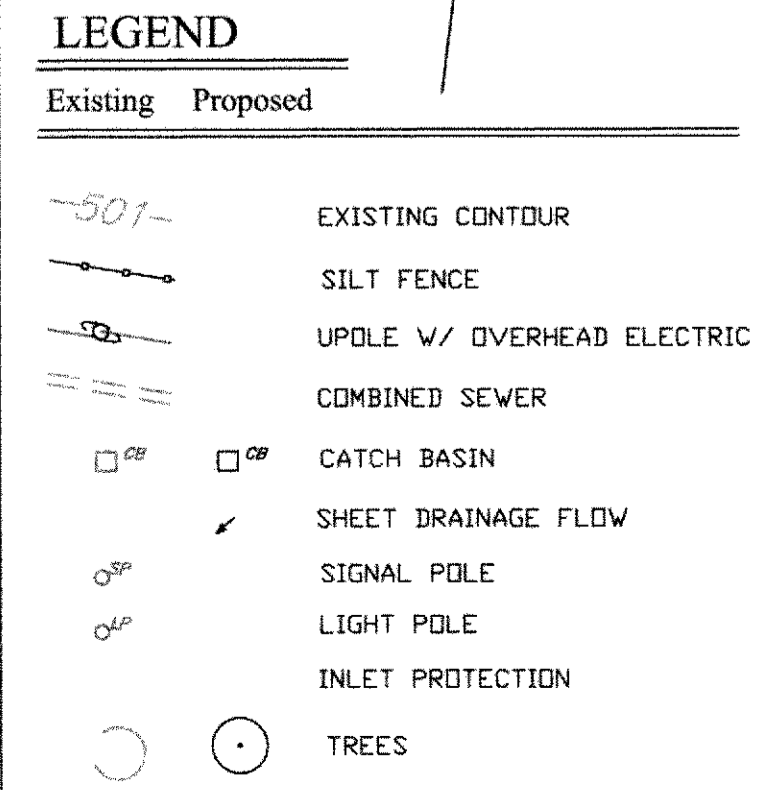 LEGEND
Existing Proposed
-501- EXISTING CONTOUR
SILT FENCE
UPOLE W/ OVERHEAD ELECTRIC
COMBINED SEWER
CB CB CATCH BASIN
SHEET DRAINAGE FLOW
SP SIGNAL POLE
LP LIGHT POLE
INLET PROTECTION
TREES